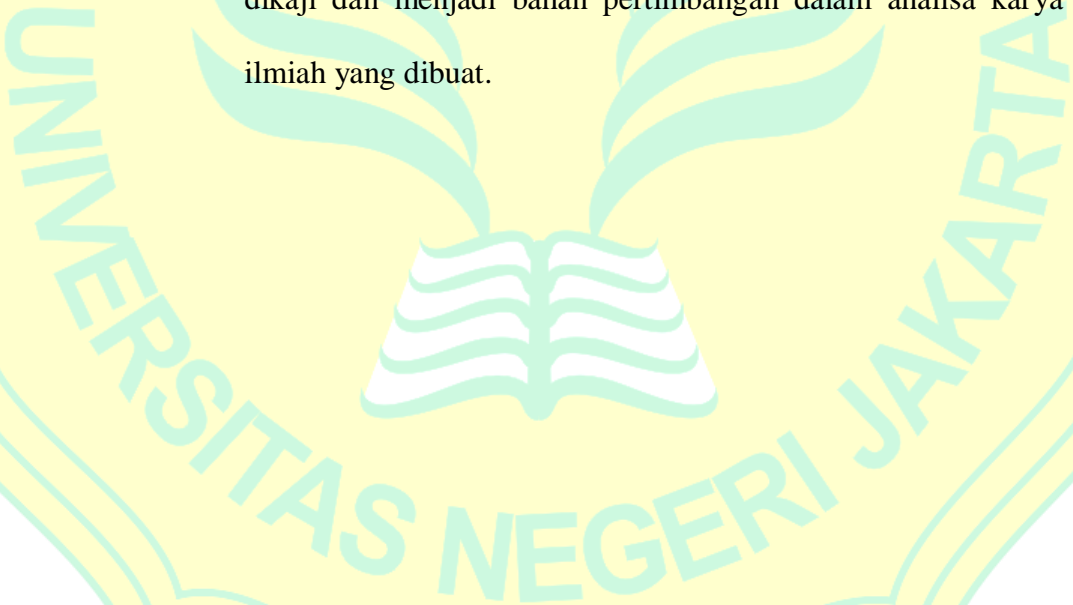 dikaji dan menjadi bahan pertimbangan dalam analisa karya
ilmiah yang dibuat.
UNIVERSITAS NEGERI JAKARTA